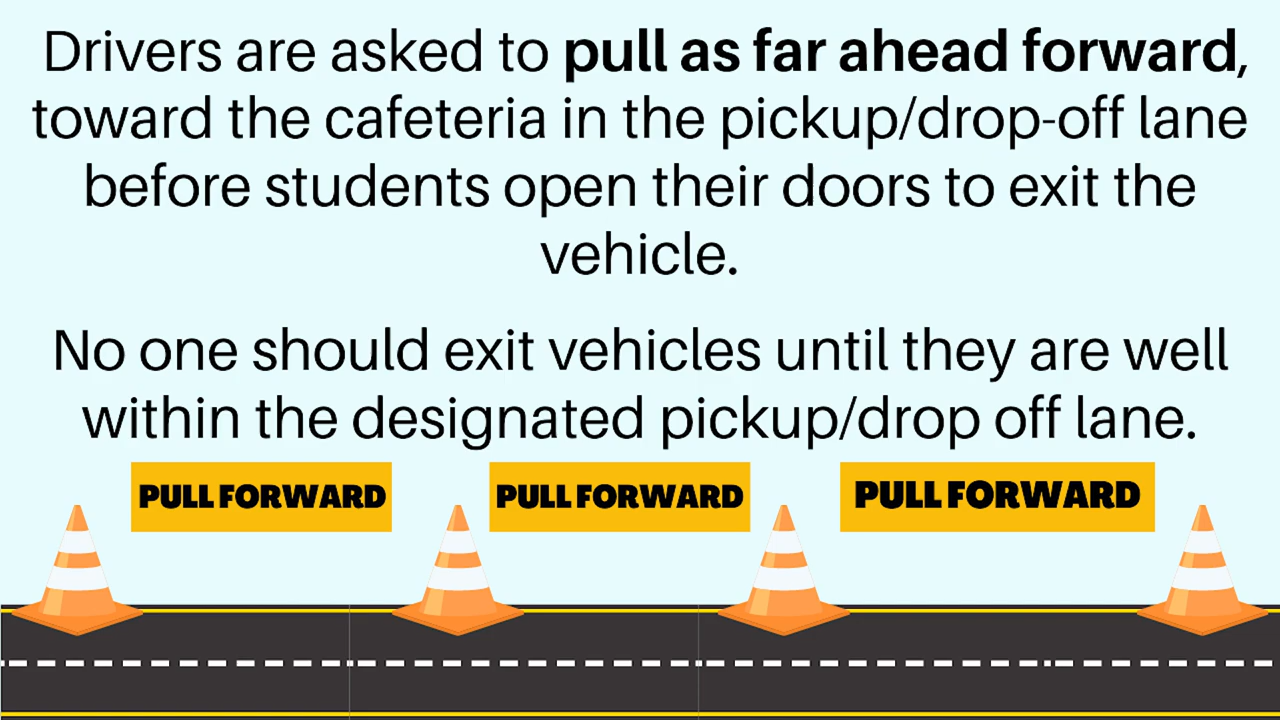 Drivers are asked to pull as far ahead forward,
toward the cafeteria in the pickup/drop-off lane
before students open their doors to exit the
vehicle.
No one should exit vehicles until they are well
within the designated pickup/drop off lane.
PULL FORWARD
PULL FORWARD
PULL FORWARD